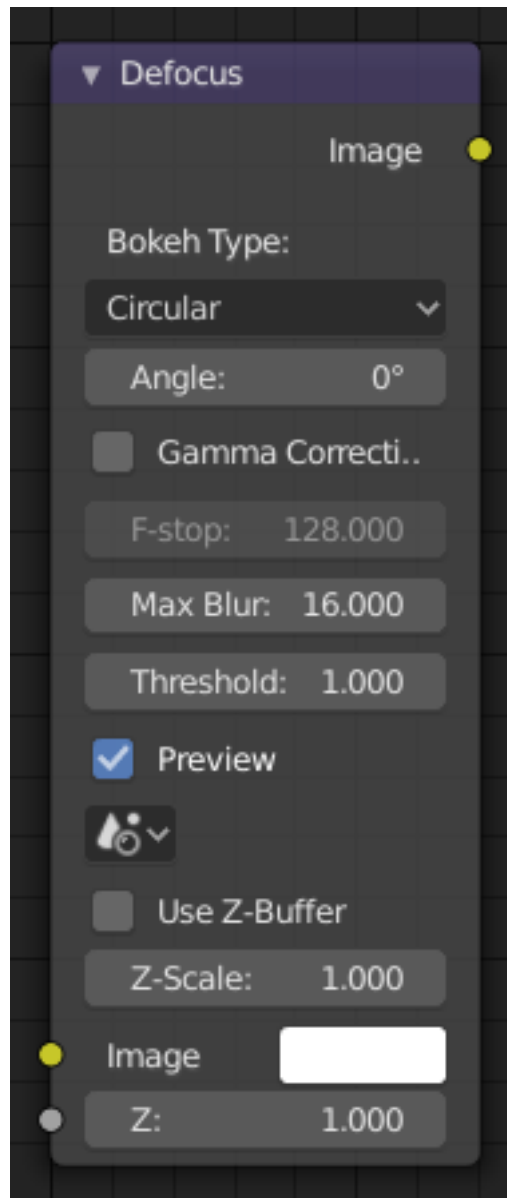 Defocus
Image
Bokeh Type:
Circular
Angle: 0°
Gamma Correcti..
F-stop: 128.000
Max Blur: 16.000
Threshold: 1.000
Preview
Use Z-Buffer
Z-Scale: 1.000
Image
Z: 1.000